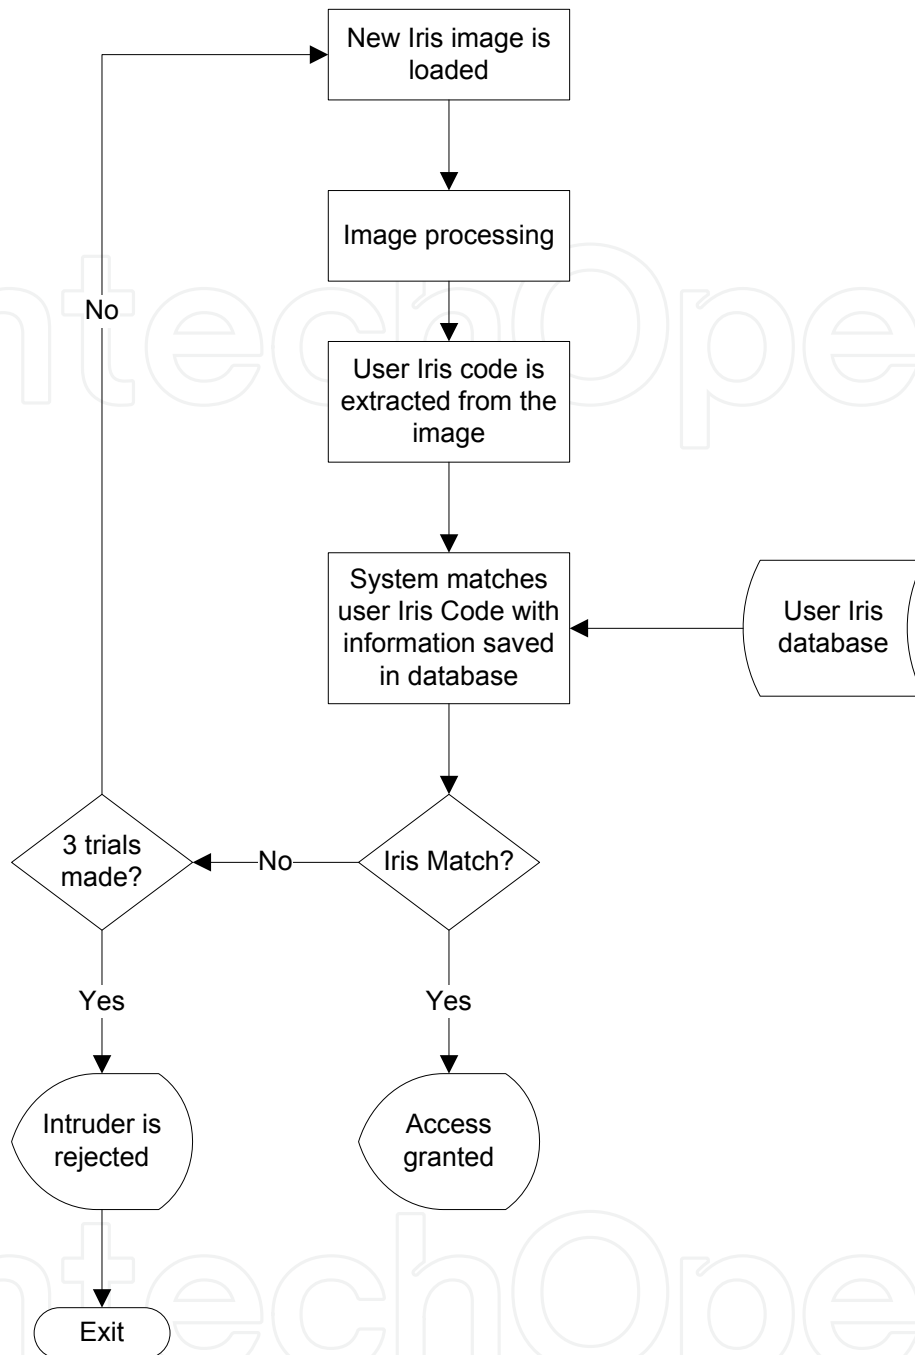 New Iris image is
loaded
Image processing
No
User Iris code is
extracted from the
image
System matches
user Iris Code with
information saved
in database
User Iris
database
3 trials
made?
No
Iris Match?
Yes
Yes
Intruder is
rejected
Access
granted
Exit